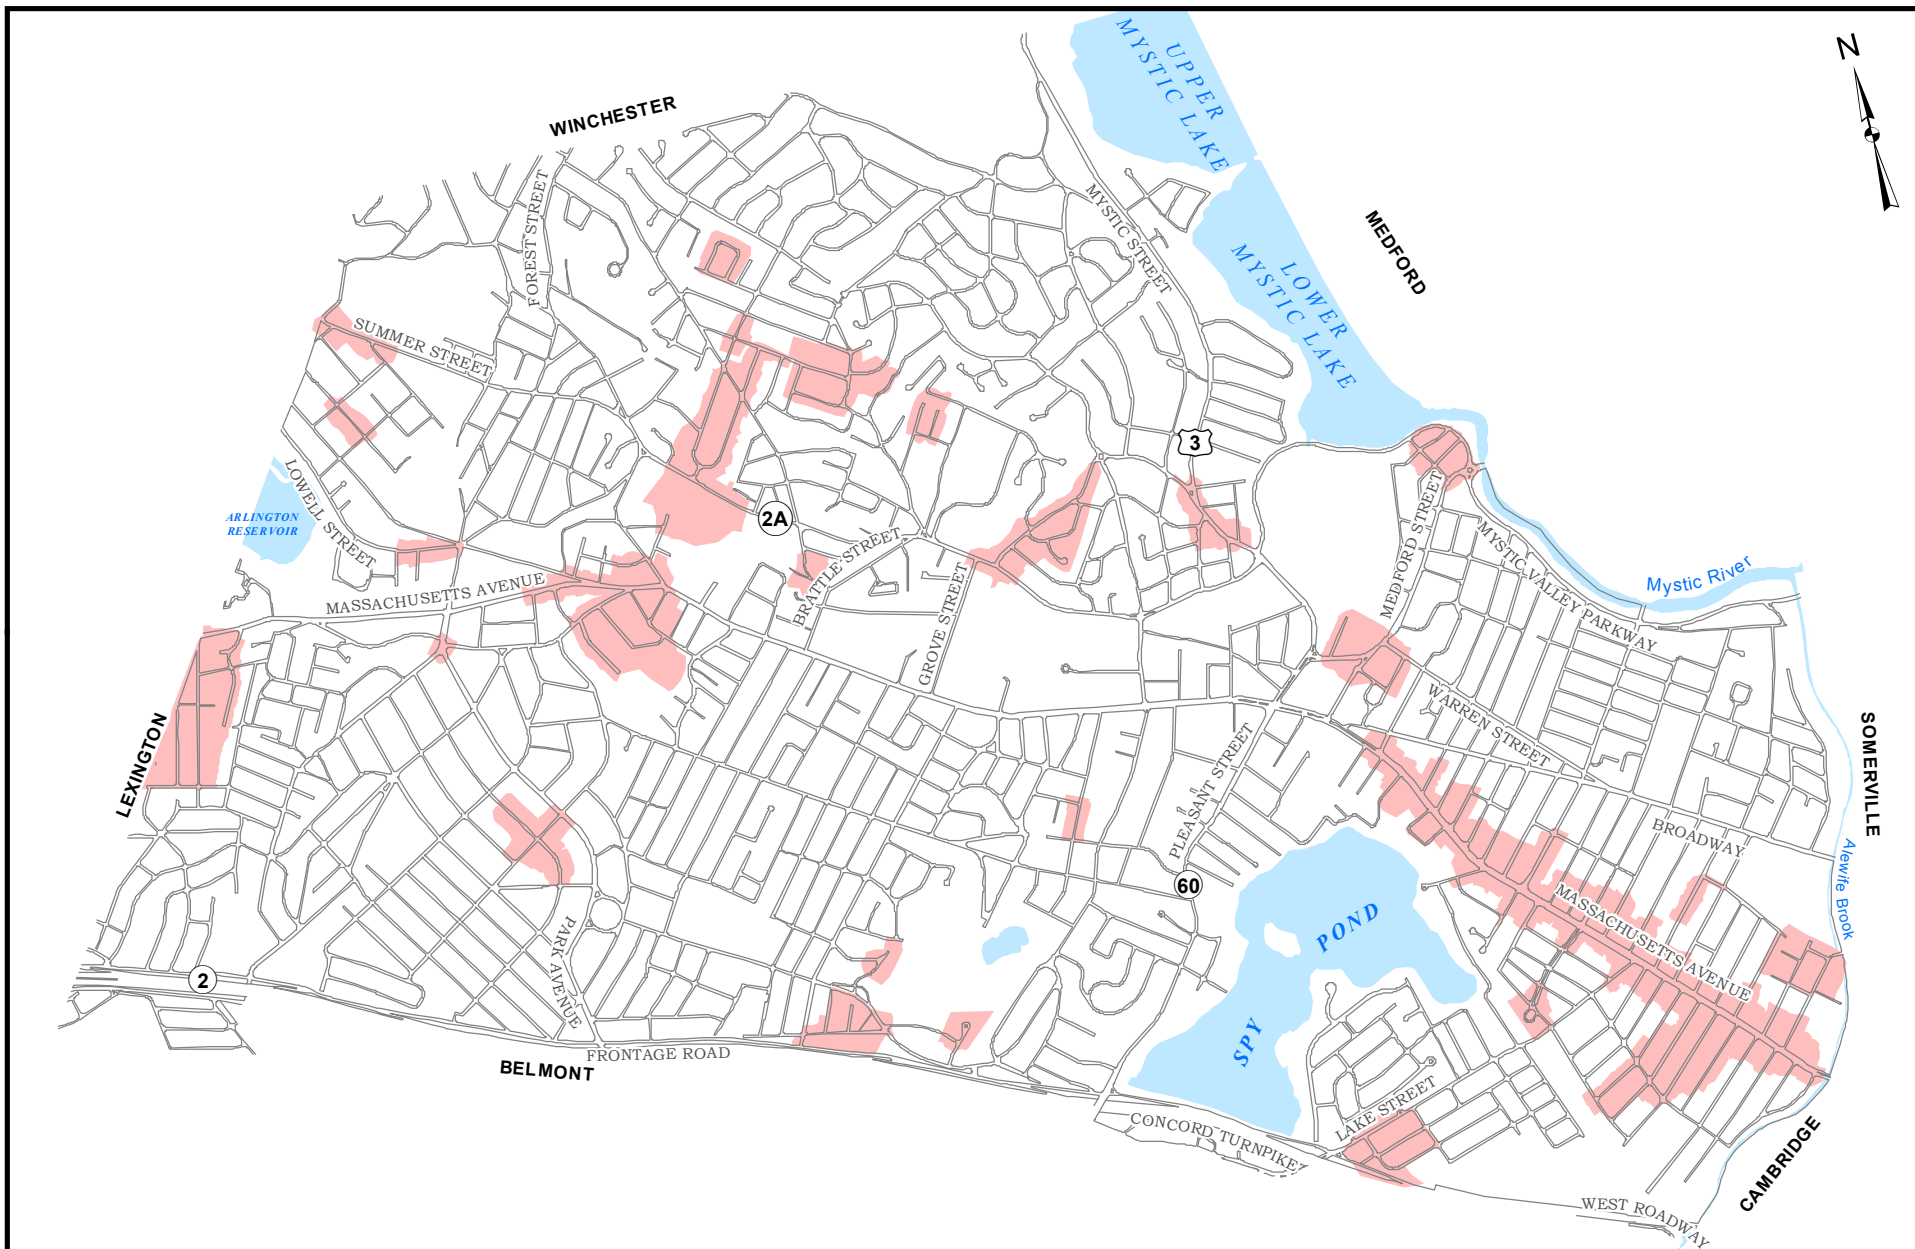 N
UPPER
MYSTIC LAKE
WINCHESTER
MYSTIC STREET
MEDFORD
FOREST STREET
LOWER
MYSTIC LAKE
SUMMER STREET
3
LOWELL STREET
ARLINGTON
RESERVOIR
2A
BRATTLE STREET
MEDFORD STREET
MYSTIC VALLEY PARKWAY
Mystic River
MASSACHUSETTS AVENUE
GROVE STREET
WARREN STREET
LEXINGTON
PLEASANT STREET
SOMERVILLE
BROADWAY
Alewife Brook
60
MASSACHUSETTS AVENUE
POND
PARK AVENUE
2
SPY
FRONTAGE ROAD
BELMONT
LAKE STREET
CONCORD TURNPIKE
CAMBRIDGE
WEST ROADWAY